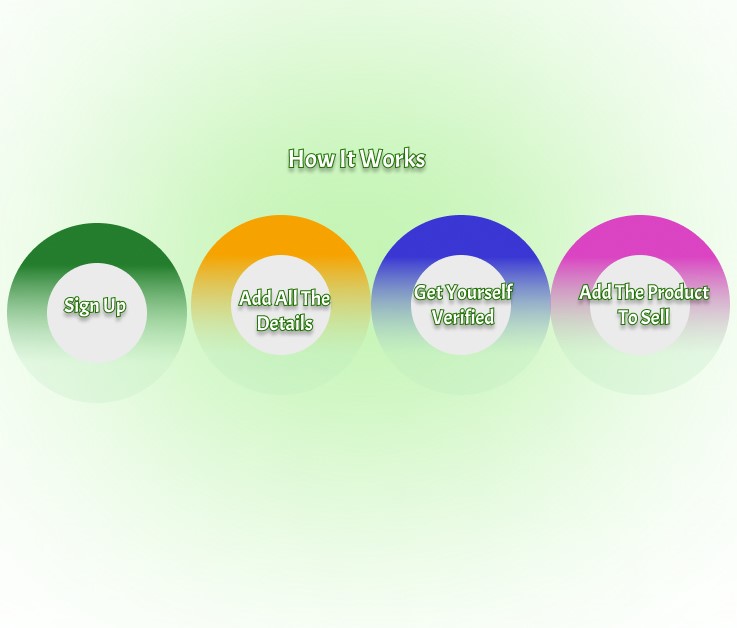 How It Works
Sign Up
Add All The
Details
Get Yourself
Verified
Add The Product
To Sell